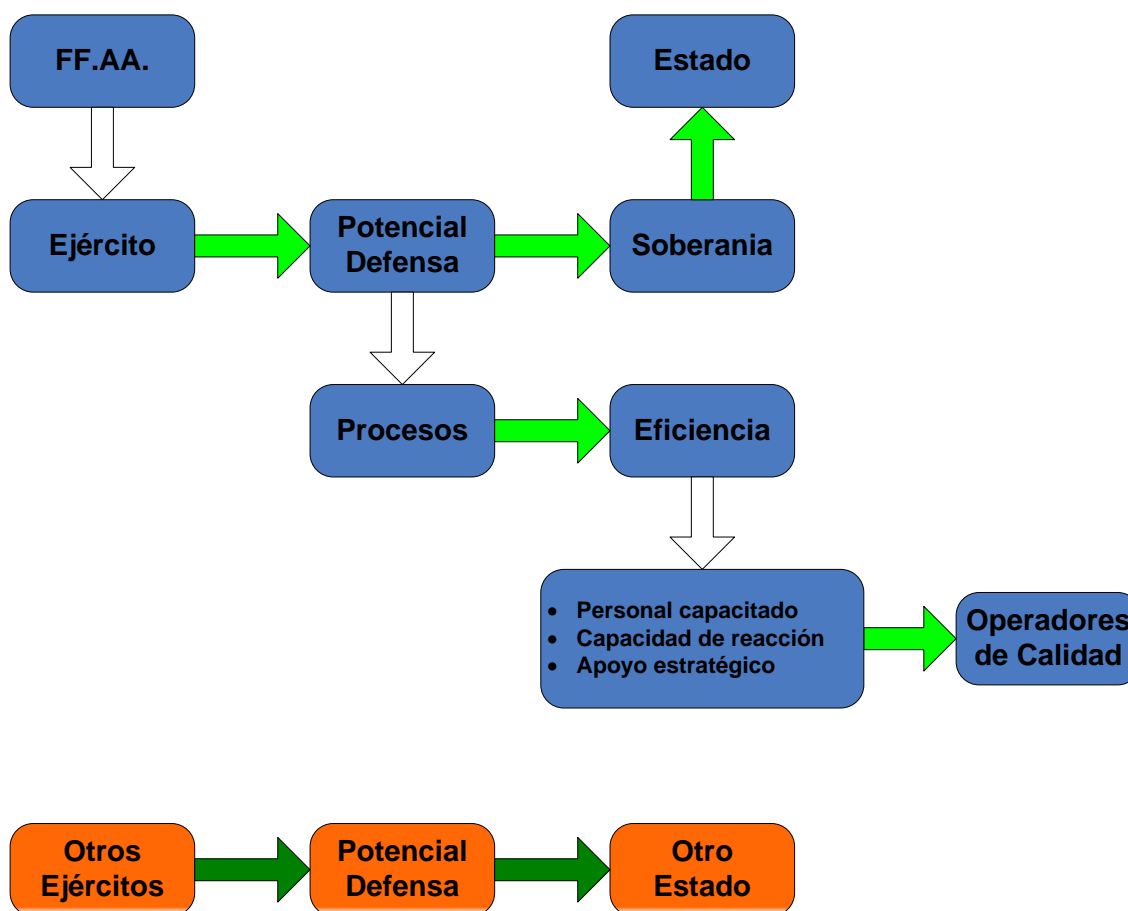 FF.AA.
Estado
Ejército
Potencial
Defensa
Soberania
Procesos
Eficiencia
• Personal capacitado
• Capacidad de reacción
• Apoyo estratégico
Operadores
de Calidad
Otros
Ejércitos
Potencial
Defensa
Otro
Estado